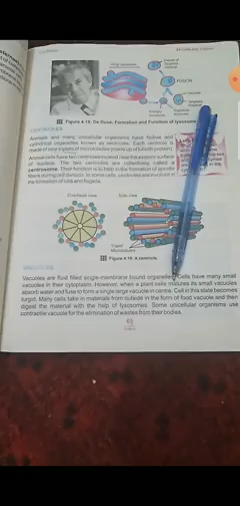 Figure 4.18: De Duve; Formation and Function of lysosome
FUSION
CENTRIOLES
Animals and many unicellular organisms have hollow and
cylindrical organelles known as centrioles. Each centriole is
made of nine triplets of microtubules (made up of tubulin protein).
Animal cells have two centrioles located near the exterior surface
of nucleus. The two centrioles are collectively called a
centrosome. Their function is to help in the formation of spindle
fibers during cell division. In some cells, centrioles are involved in
the formation of cilia and flagella.
Side view
Triplet
Microtubules
Figure 4.19: A centriole
VACUOLES
Vacuoles are fluid filled single-membrane bound organelles. Cells have many small
vacuoles in their cytoplasm. However, when a plant cells matures its small vacuoles
absorb water and fuse to form a single large vacuole in centre. Cell in this state becomes
turgid. Many cells take in materials from outside in the form of food vacuole and then
digest the material with the help of lysosomes. Some unicellular organisms use
contractile vacuole for the elimination of wastes from their bodies.